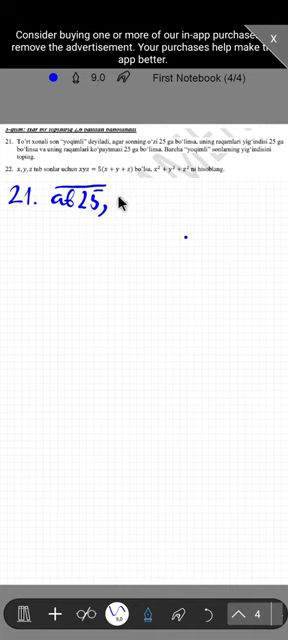 Consider buying one or more of our in-app purchases
remove the advertisement. Your purchases help make th
app better.
X
9.0
First Notebook (4/4)
21. To'rt xonali son "yoqimli" deyiladi, agar sonning o'zi 25 ga bo'linsa, uning raqamlari yig'indisi 25 ga
bo'linsa va uning raqamlari ko'paytmasi 25 ga bo'linsa. Barcha "yoqimli" sonlarning yig'indisini
toping.
22. x, y, z tub sonlar uchun xyz = 5(x + y + z) bo'lsa, x² + y² + z² ni hisoblang.
21. ab25,
9,0
4